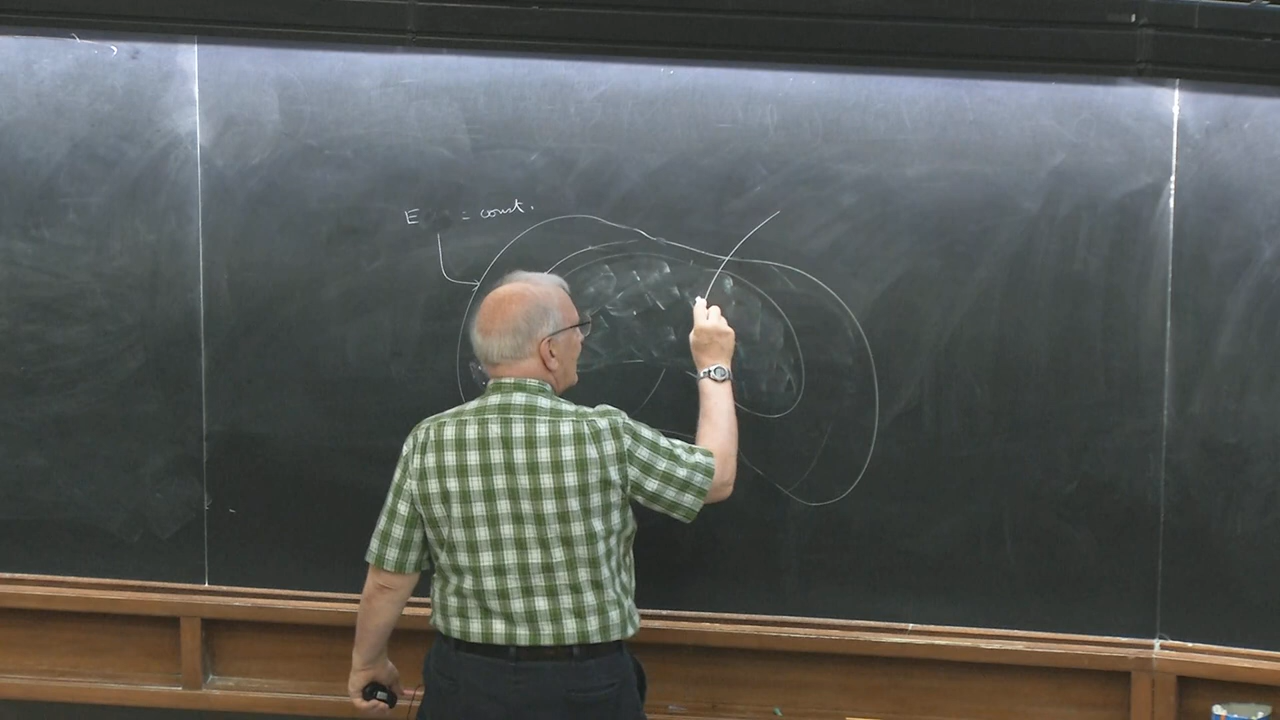 E = const.